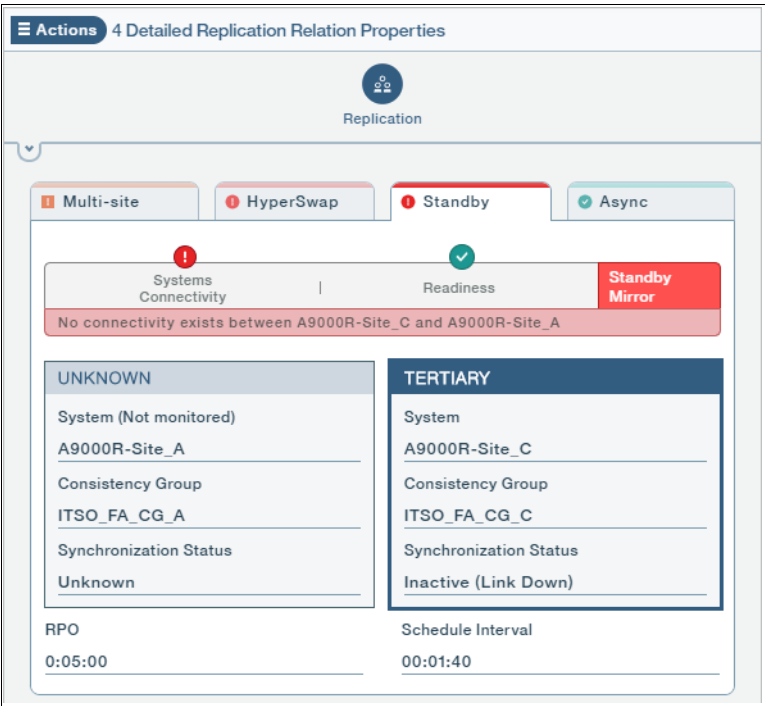 Actions 4 Detailed Replication Relation Properties
Replication
Multi-site
HyperSwap
Standby
Async
Systems
Connectivity
|
Readiness
Standby
Mirror
No connectivity exists between A9000R-Site_C and A9000R-Site_A
UNKNOWN
System (Not monitored)
A9000R-Site_A
Consistency Group
ITSO_FA_CG_A
Synchronization Status
Unknown
TERTIARY
System
A9000R-Site_C
Consistency Group
ITSO_FA_CG_C
Synchronization Status
Inactive (Link Down)
RPO
0:05:00
Schedule Interval
00:01:40